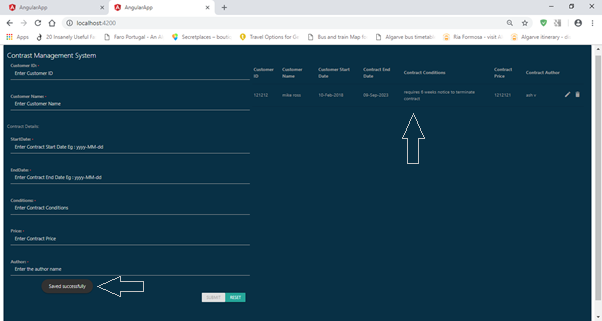 AngularApp
AngularApp
localhost:4200
Apps
20 Insanely Useful Fa
Faro Portugal - An A
Secretplaces – boutiq
Travel Options for G
Bus and train Map N
Algarve bus timetabl
Ria Formosa – visit A
Algarve itinerary – da
Contrast Management System
Customer ID: -
Enter Customer ID
Customer Name: -
Enter Customer Name
Contract Details:
StartDate: -
Enter Contract Start Date Eg : yyyy-MM-dd
EndDate: -
Enter Contract End Date Eg : yyyy-MM-dd
Conditions: -
Enter Contract Conditions
Price: -
Enter Contract Price
Author: -
Enter the author name
Saved successfully
SUBMIT RESET
Customer ID
Customer Name
Customer Start Date
Contract End Date
Contract Conditions
Contract Price
Contract Author
121212
mike ross
10-Feb-2018
09-Sep-2023
requires 8 weeks notice to terminate
contract
1212121